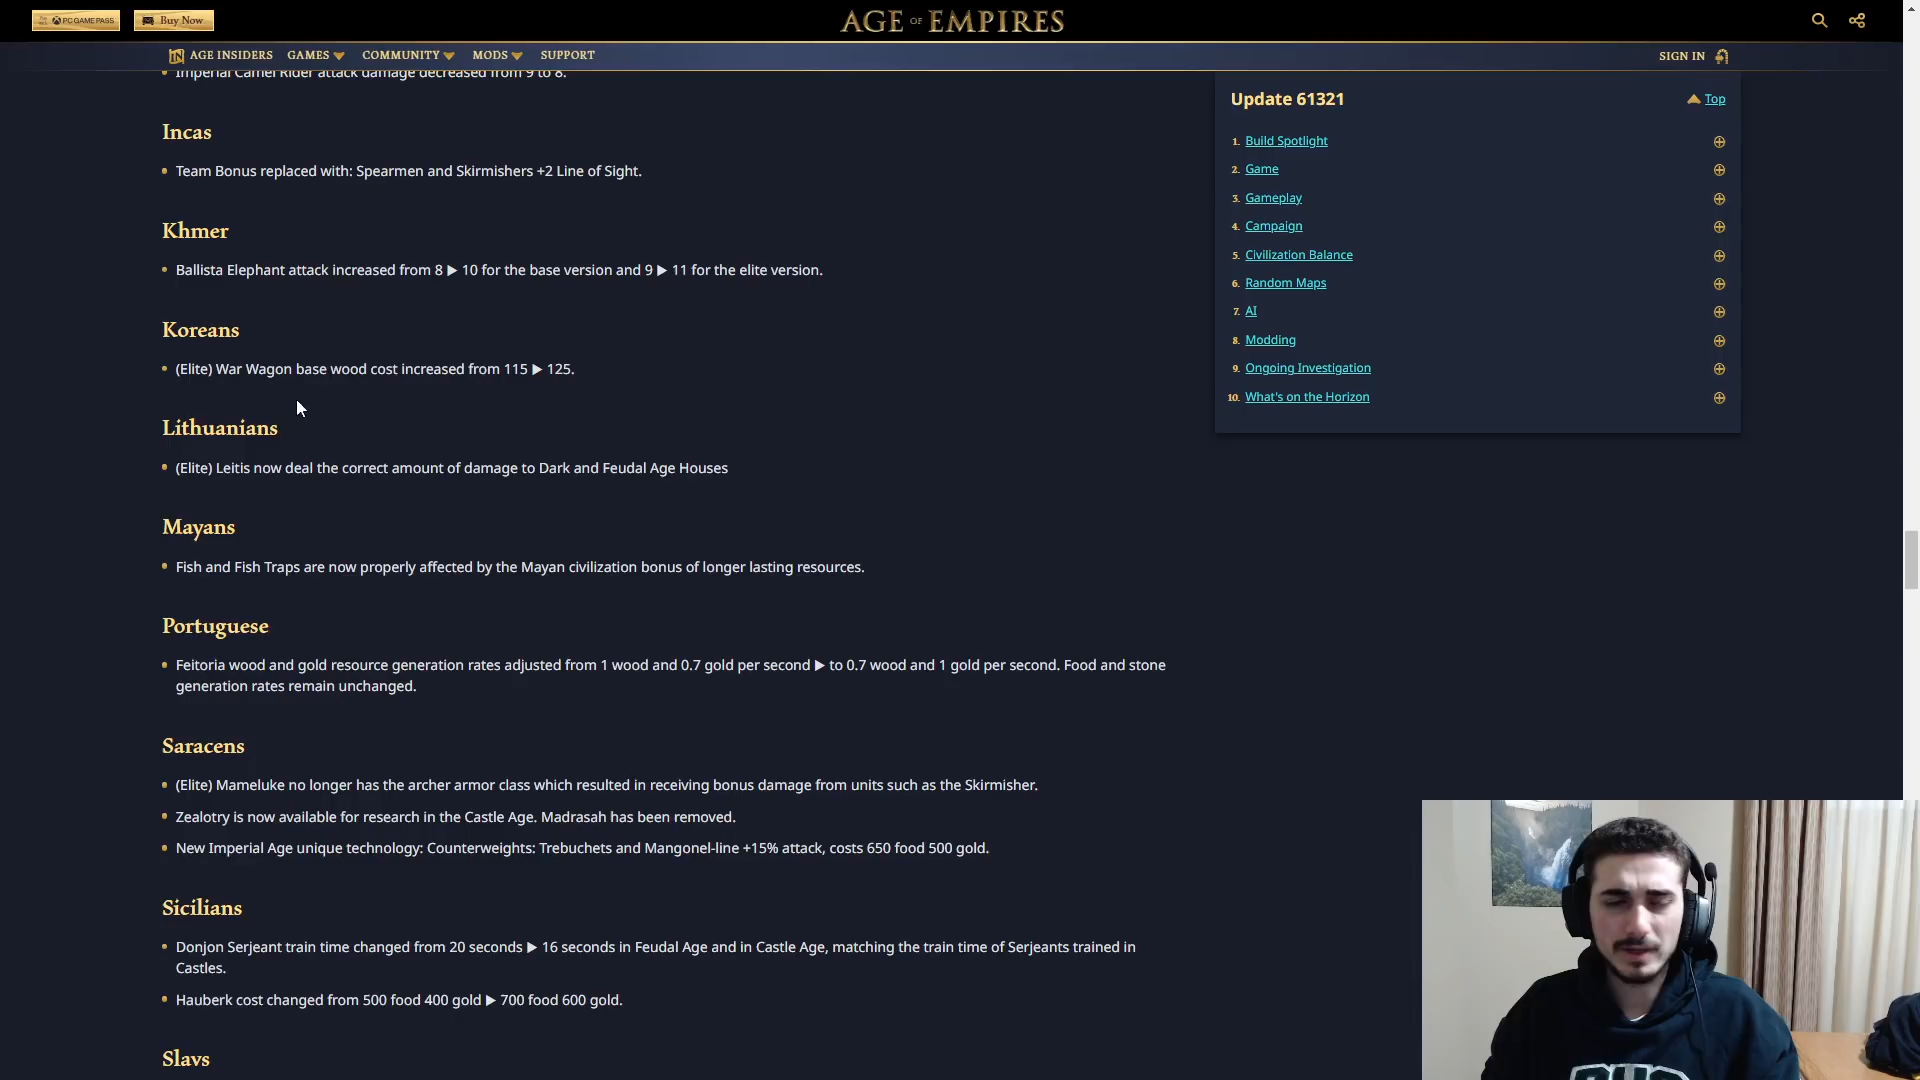 PC GAME PASS
Buy Now
AGE OF EMPIRES
AGE INSIDERS
GAMES
COMMUNITY
MODS
SUPPORT
SIGN IN
Imperial Camel Rider attack damage decreased from 9 to 8.
Incas
Team Bonus replaced with: Spearmen and Skirmishers +2 Line of Sight.
Khmer
Ballista Elephant attack increased from 8 ▶ 10 for the base version and 9 ▶ 11 for the elite version.
Koreans
(Elite) War Wagon base wood cost increased from 115 ▶ 125.
Lithuanians
(Elite) Leitis now deal the correct amount of damage to Dark and Feudal Age Houses
Mayans
Fish and Fish Traps are now properly affected by the Mayan civilization bonus of longer lasting resources.
Portuguese
Feitoria wood and gold resource generation rates adjusted from 1 wood and 0.7 gold per second ▶ to 0.7 wood and 1 gold per second. Food and stone
generation rates remain unchanged.
Saracens
(Elite) Mameluke no longer has the archer armor class which resulted in receiving bonus damage from units such as the Skirmisher.
Zealotry is now available for research in the Castle Age. Madrasah has been removed.
New Imperial Age unique technology: Counterweights: Trebuchets and Mangonel-line +15% attack, costs 650 food 500 gold.
Sicilians
Donjon Serjeant train time changed from 20 seconds ▶ 16 seconds in Feudal Age and in Castle Age, matching the train time of Serjeants trained in
Castles.
Hauberk cost changed from 500 food 400 gold ▶ 700 food 600 gold.
Slavs
Update 61321
Top
1. Build Spotlight
2. Game
3. Gameplay
4. Campaign
5. Civilization Balance
6. Random Maps
7. AI
8. Modding
9. Ongoing Investigation
10. What's on the Horizon